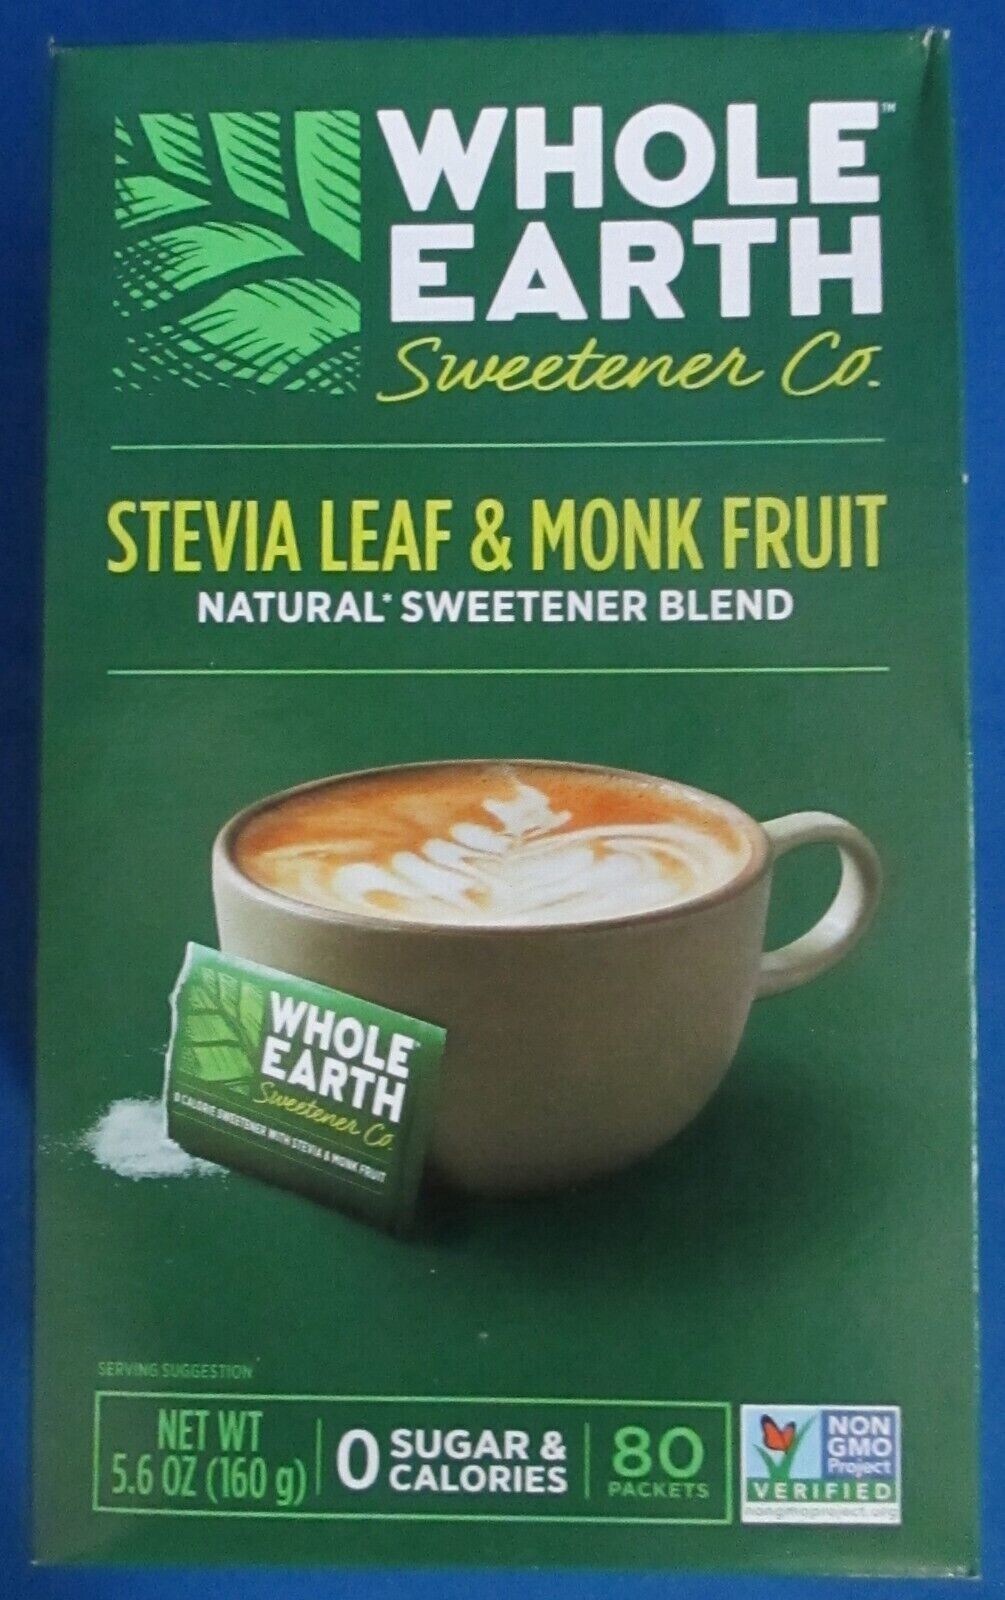 WHOLE™
EARTH
Sweetener Co.
STEVIA LEAF & MONK FRUIT
NATURAL* SWEETENER BLEND
WHOLE
EARTH
Sweetener Co.
0 CALORIE SWEETENER WITH STEVIA & MONK FRUIT
SERVING SUGGESTION
NET WT
5.6 OZ (160 g)
0 SUGAR &
CALORIES
80
PACKETS
NON
GMO
Project
VERIFIED
nongmoproject.org